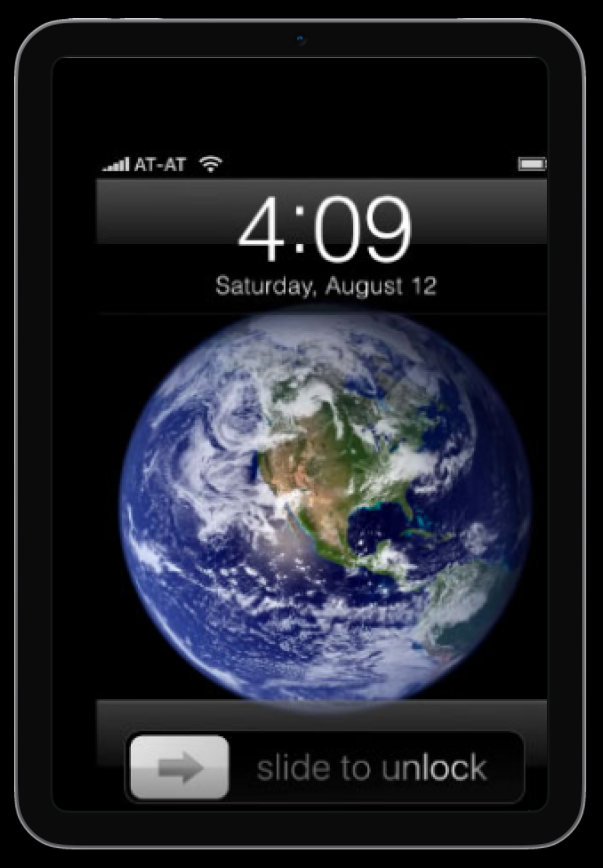 AT-AT
4:09
Saturday, August 12
slide to unlock